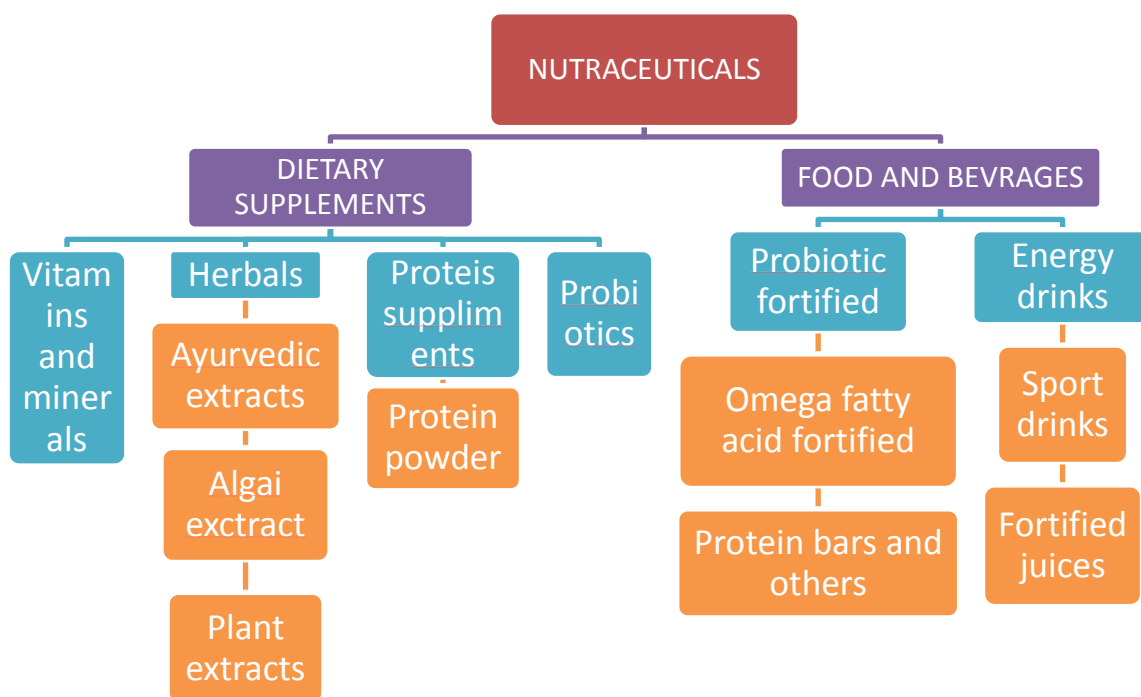 NUTRACEUTICALS
DIETARY
SUPPLEMENTS
FOOD AND BEVRAGES
Vitam
ins
and
miner
als
Herbals
Ayurvedic
extracts
Algai
exctract
Plant
extracts
Proteis
supplim
ents
Protein
powder
Probi
otics
Probiotic
fortified
Omega fatty
acid fortified
Protein bars and
others
Energy
drinks
Sport
drinks
Fortified
juices